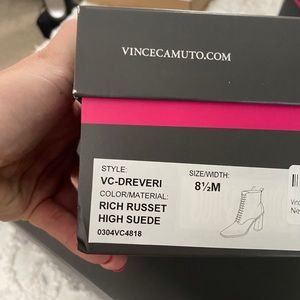 VINCECAMUTO.COM
STYLE:
VC-DREVERI
COLOR/MATERIAL:
RICH RUSSET
HIGH SUEDE
0304VC4818
SIZE/WIDTH:
8½M